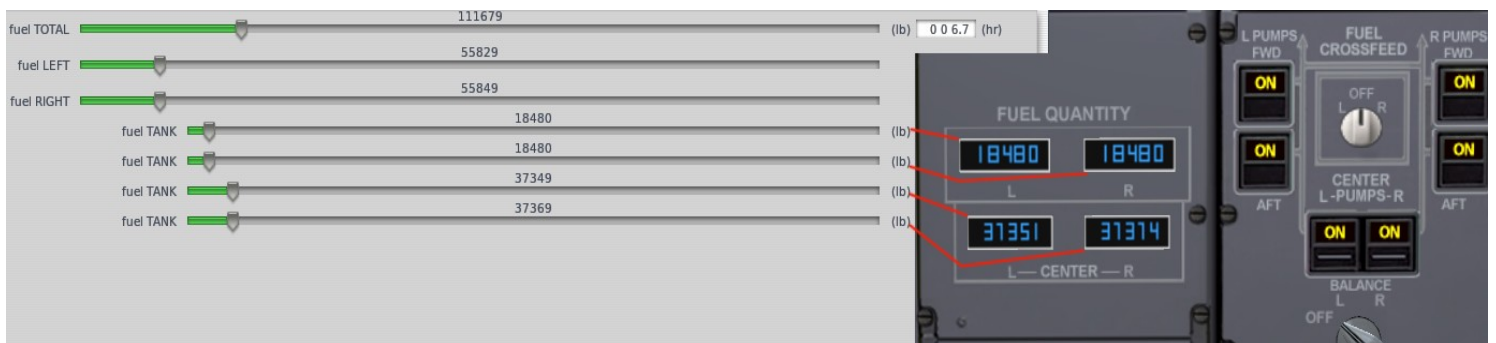 fuel TOTAL 111679 (lb) 0 0 6.7 (hr)
fuel LEFT 55829
fuel RIGHT 55849
fuel TANK 18480 (lb)
fuel TANK 18480 (lb)
fuel TANK 37349 (lb)
fuel TANK 37369 (lb)
FUEL QUANTITY
18480 18480
L R
37351 37374
L — CENTER — R
L PUMPS FUEL R PUMPS
FWD CROSSFEED FWD
ON OFF ON
L R
ON ON
CENTER
L-PUMPS-R
AFT AFT
ON ON
BALANCE
L R
OFF